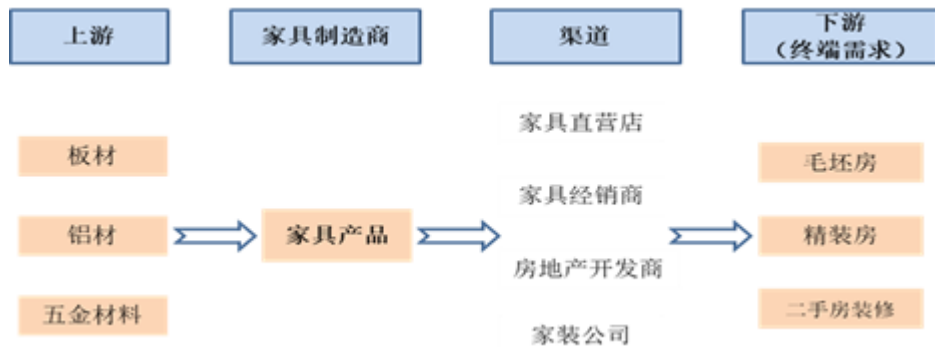 上游
家具制造商
渠道
下游
（终端需求）
板材
铝材
五金材料
家具产品
家具直营店
家具经销商
房地产开发商
家装公司
毛坯房
精装房
二手房装修